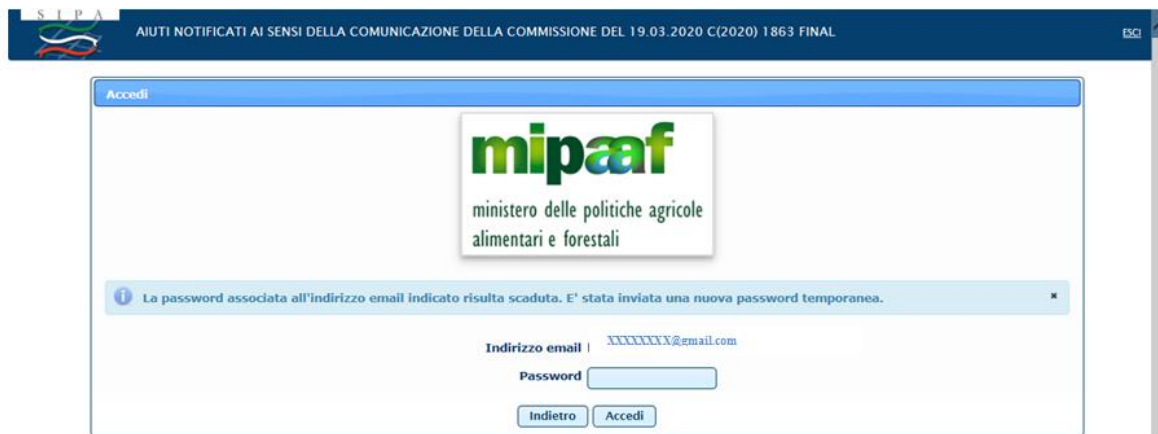 S I P A
AIUTI NOTIFICATI AI SENSI DELLA COMUNICAZIONE DELLA COMMISSIONE DEL 19.03.2020 C(2020) 1863 FINAL
ESCI
Accedi
mipaaf
ministero delle politiche agricole
alimentari e forestali
La password associata all'indirizzo email indicato risulta scaduta. E' stata inviata una nuova password temporanea.
Indirizzo email XXXXXXXX@gmail.com
Password
Indietro Accedi